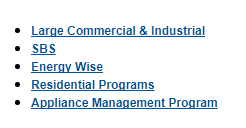 Large Commercial & Industrial
SBS
Energy Wise
Residential Programs
Appliance Management Program